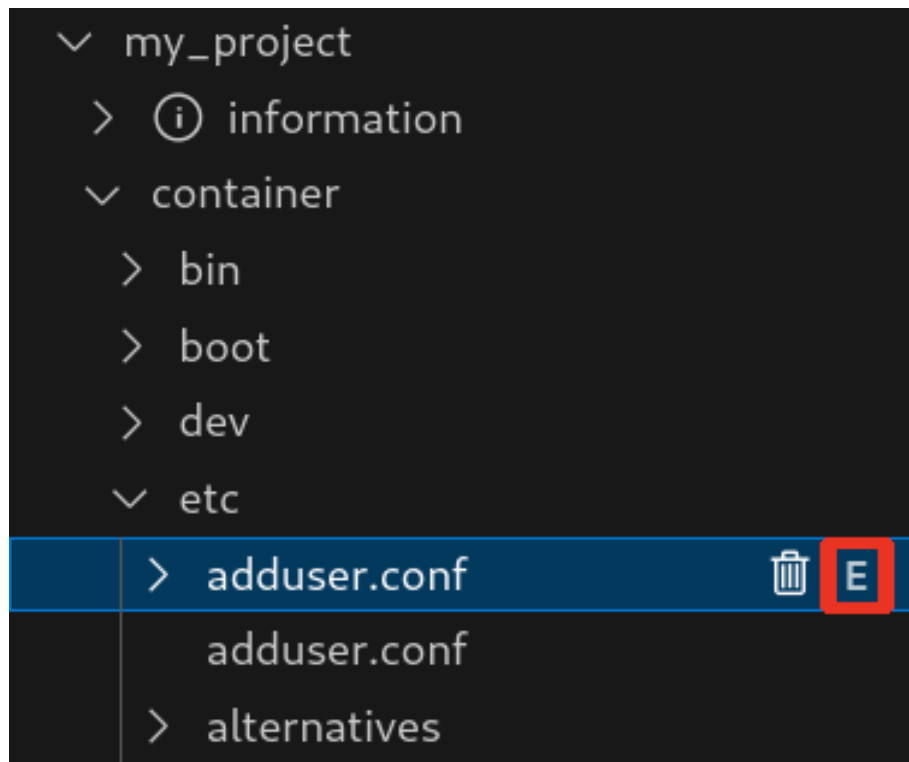 my_project
information
container
bin
boot
dev
etc
adduser.conf E
adduser.conf
alternatives